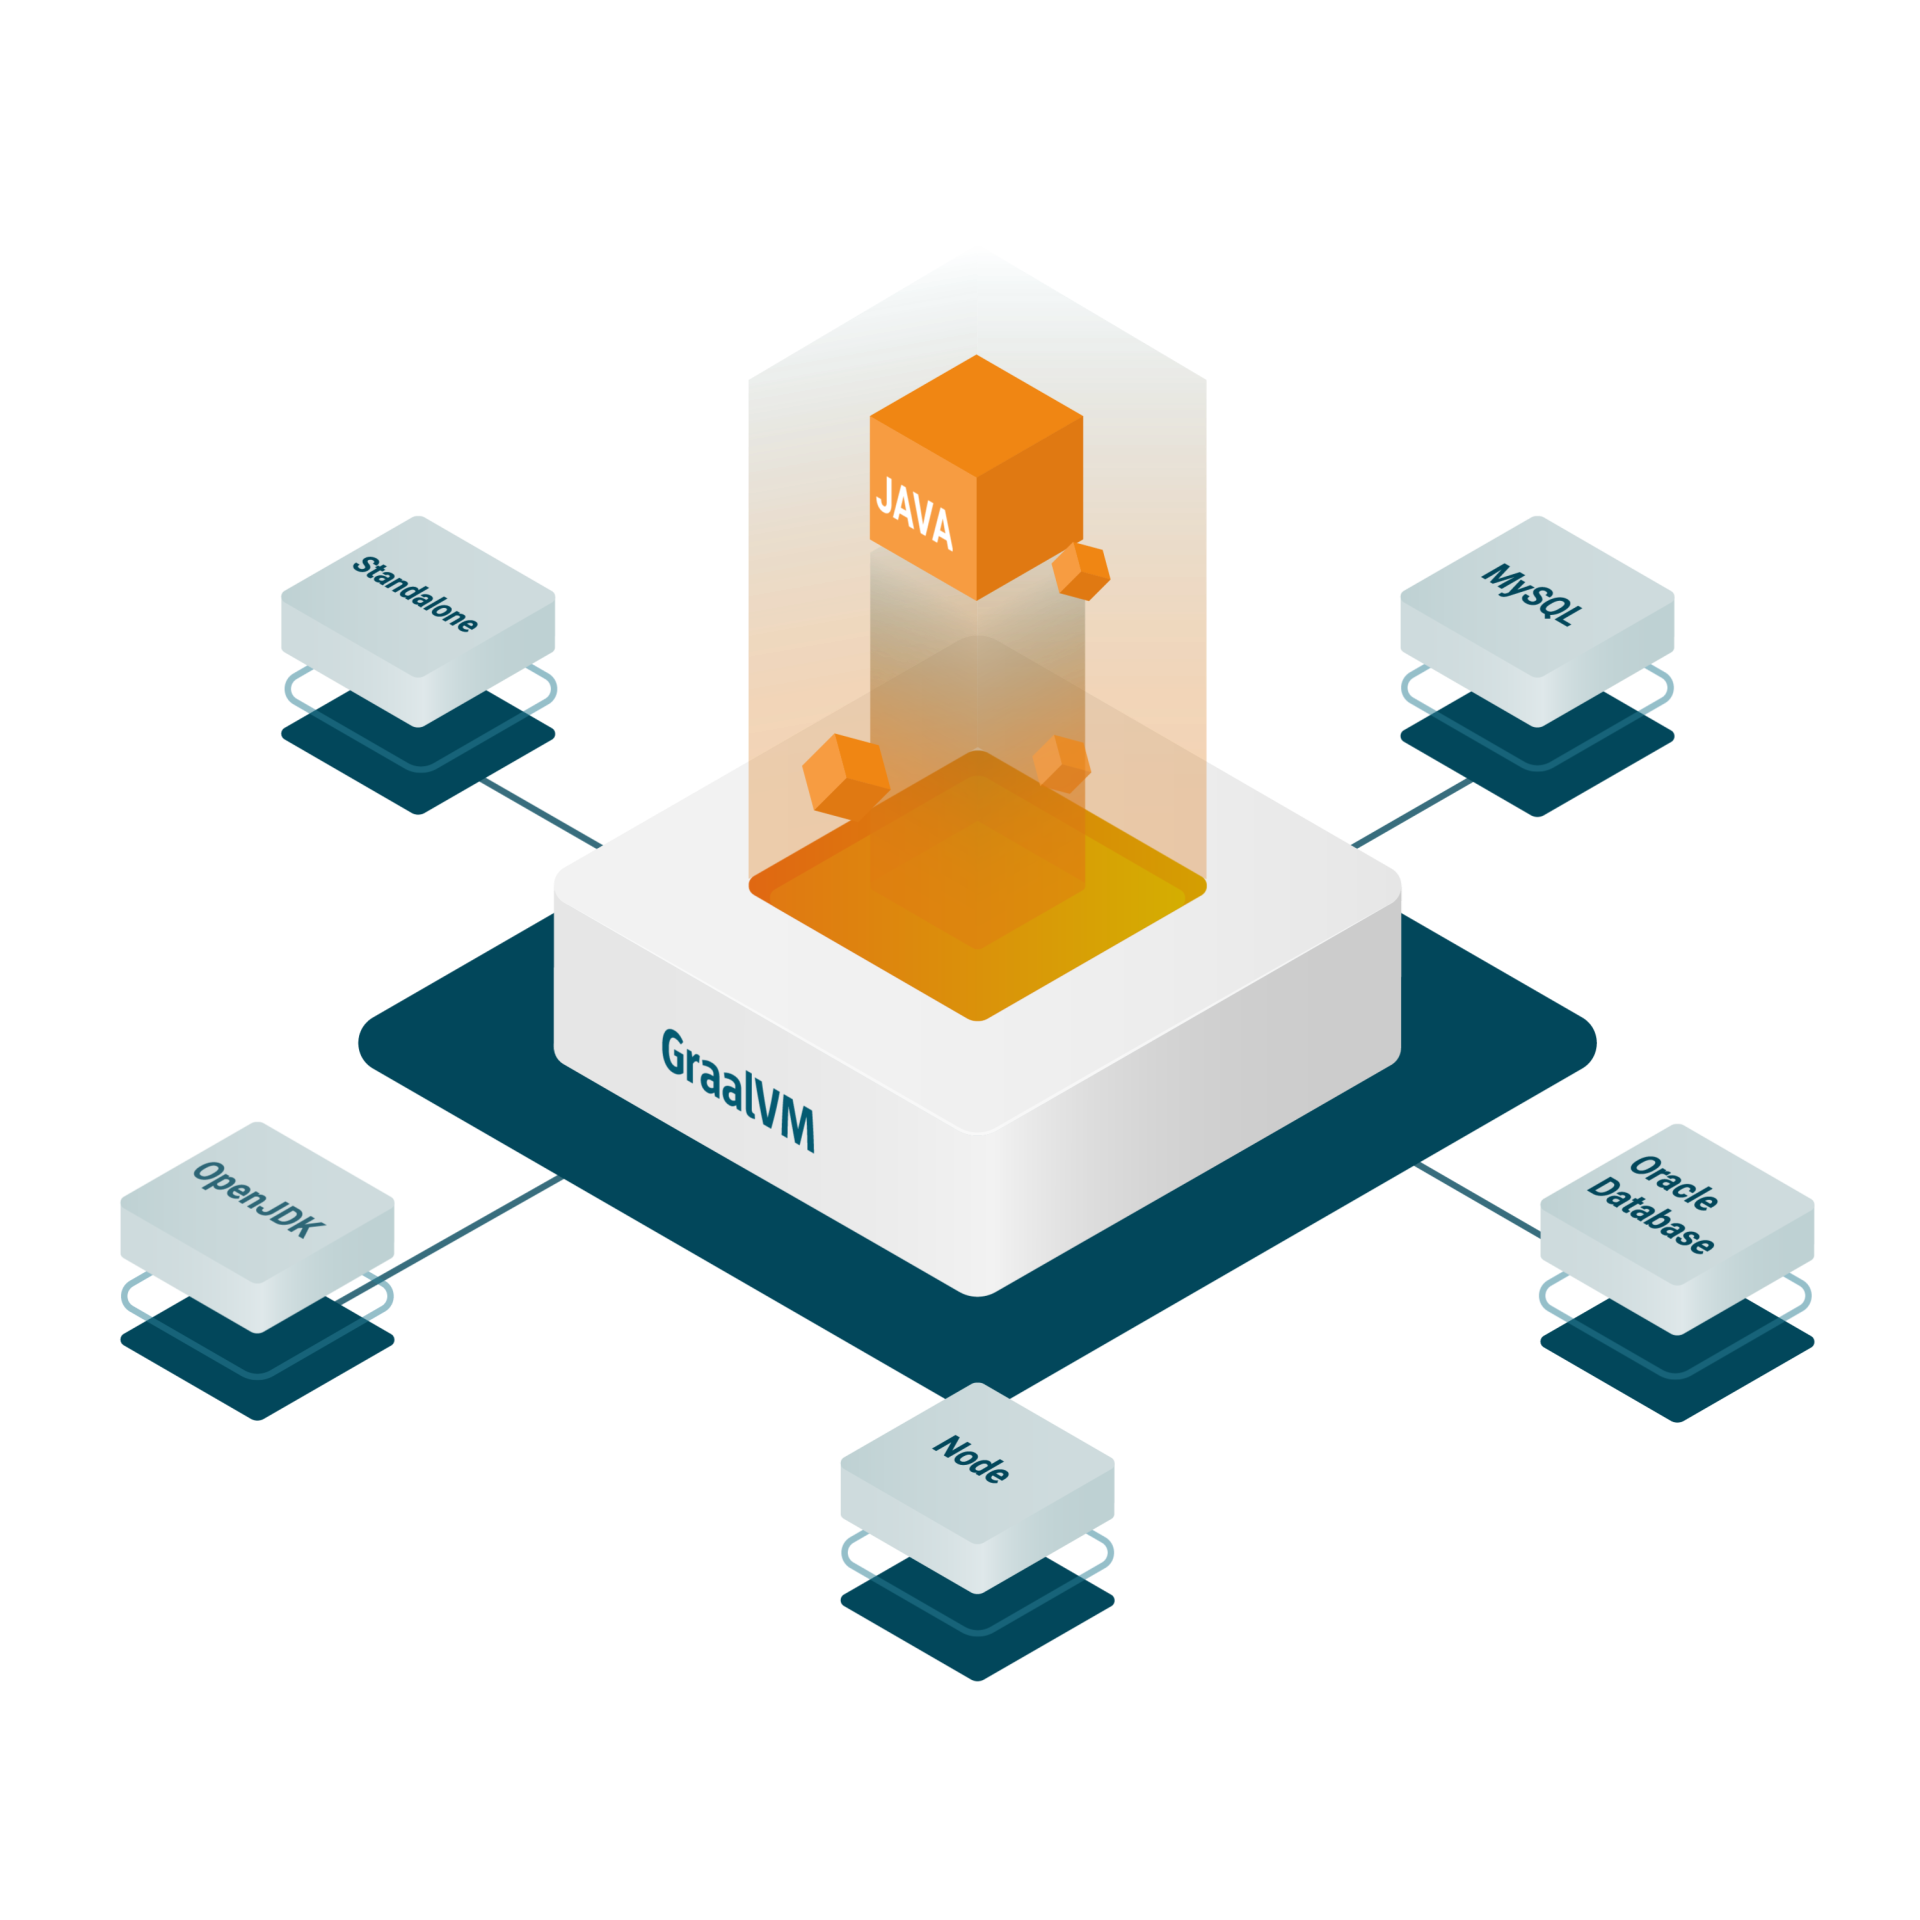 JAVA
Standalone
MySQL
GraalVM
OpenJDK
Oracle
Database
Node